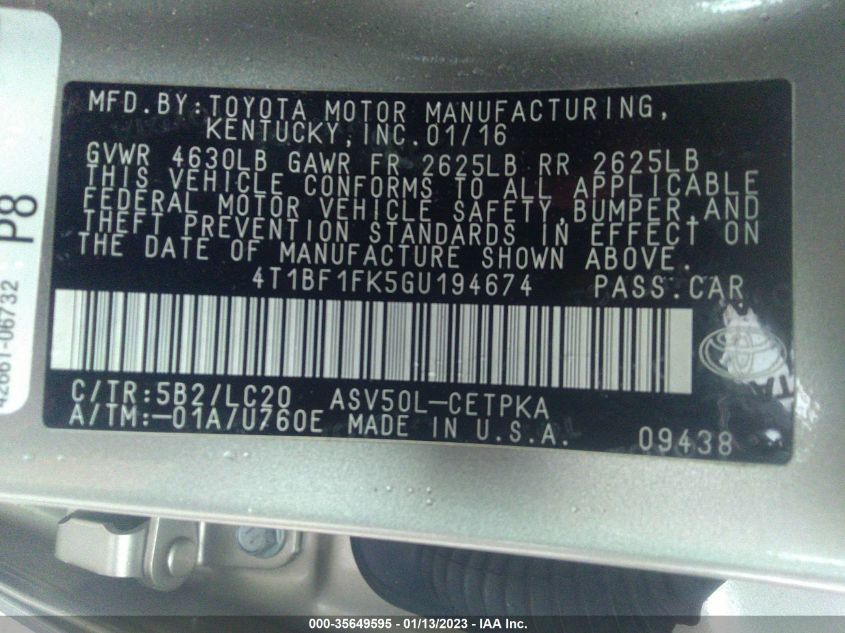 MFD.BY:TOYOTA MOTOR MANUFACTURING,
KENTUCKY,INC.01/16
GVWR 4630LB GAWR FR 2625LB RR 2625LB
THIS VEHICLE CONFORMS TO ALL APPLICABLE
FEDERAL MOTOR VEHICLE SAFETY,BUMPER,AND
THEFT PREVENTION STANDARDS IN EFFECT ON
THE DATE OF MANUFACTURE SHOWN ABOVE.
4T1BF1FK5GU194674 PASS.CAR
C/TR:5B2/LC20 ASV50L-CETPKA
A/TM:-01A/U760E MADE IN U.S.A. 09438
P8
42661-06732
000-35649595 - 01/13/2023 - © IAA Inc.